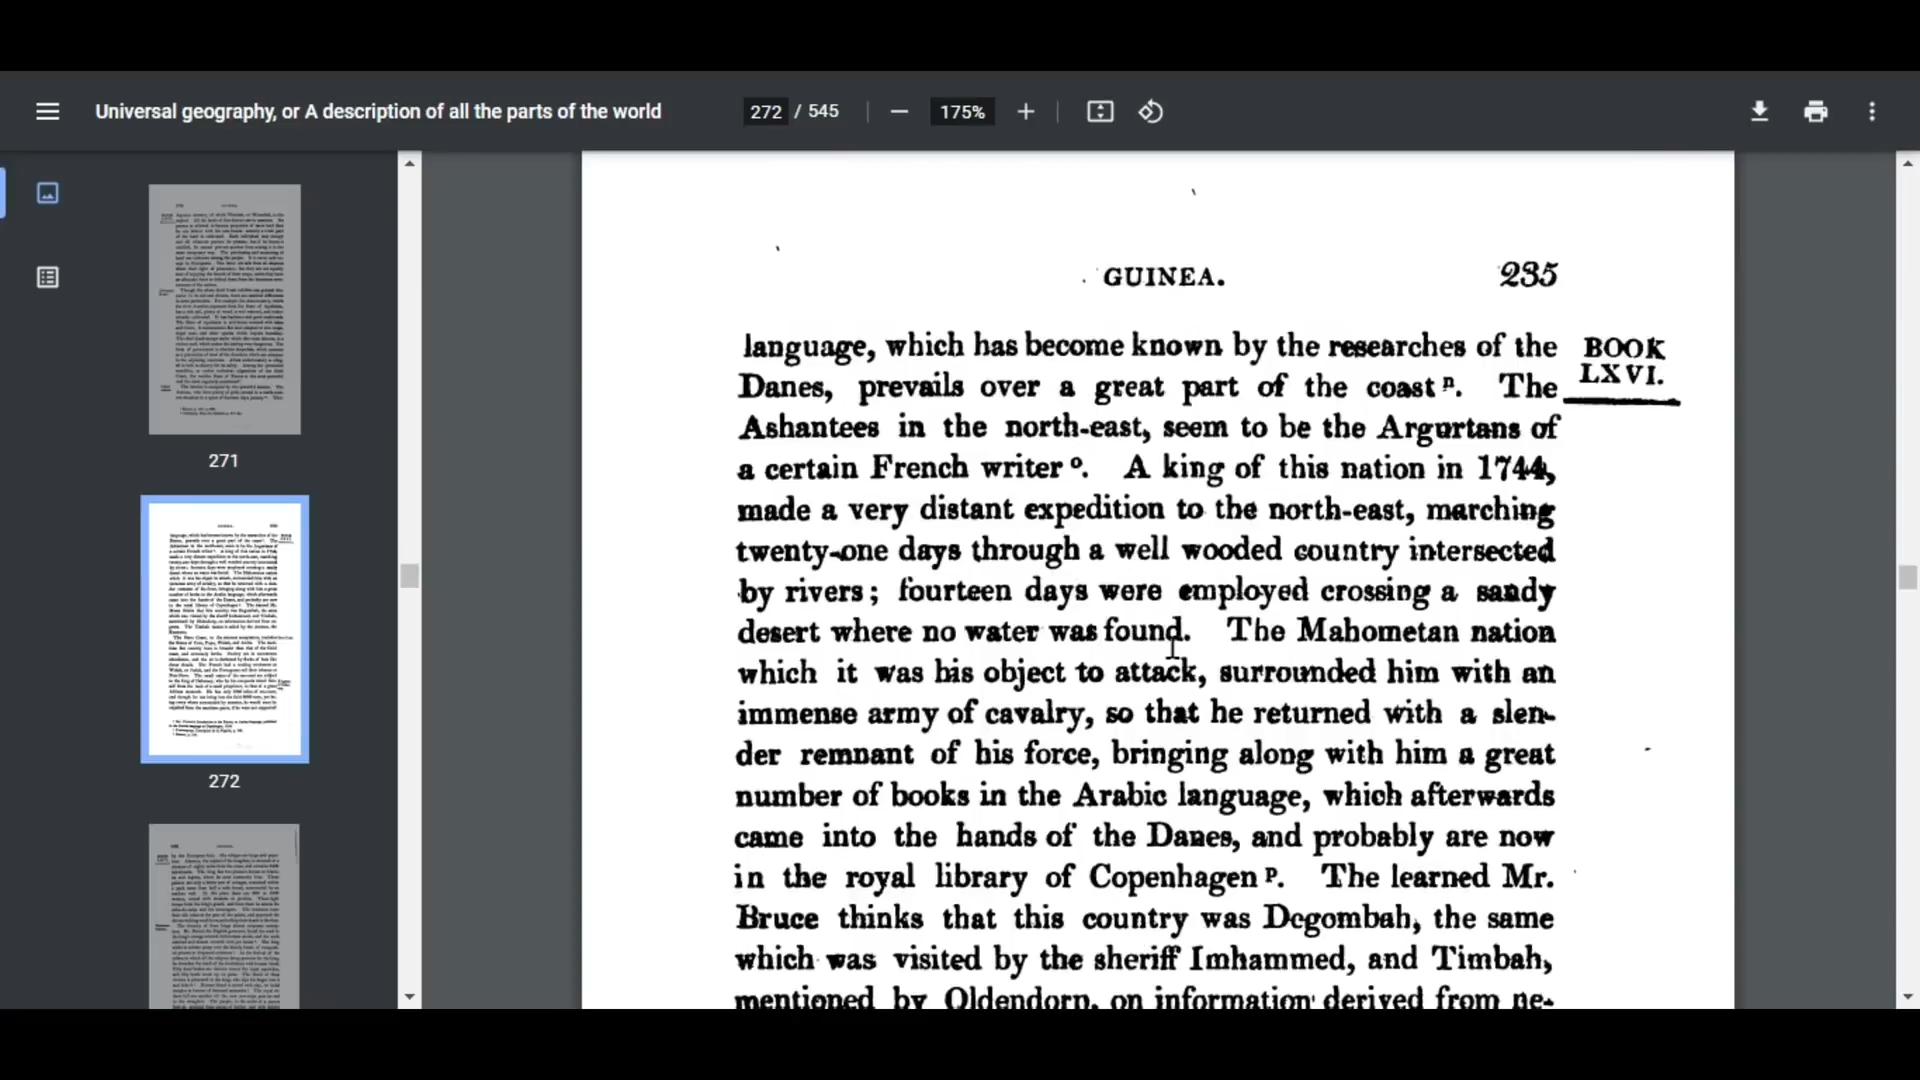 Universal geography, or A description of all the parts of the world
272 / 545
175%
271
272
GUINEA.
235
language, which has become known by the researches of the
Danes, prevails over a great part of the coast n. The
Ashantees in the north-east, seem to be the Argurtans of
a certain French writer o. A king of this nation in 1744,
made a very distant expedition to the north-east, marching
twenty-one days through a well wooded country intersected
by rivers; fourteen days were employed crossing a sandy
desert where no water was found. The Mahometan nation
which it was his object to attack, surrounded him with an
immense army of cavalry, so that he returned with a slen-
der remnant of his force, bringing along with him a great
number of books in the Arabic language, which afterwards
came into the hands of the Danes, and probably are now
in the royal library of Copenhagen p. The learned Mr.
Bruce thinks that this country was Degombah, the same
which was visited by the sheriff Imhammed, and Timbah,
mentioned by Oldendorn, on information derived from ne-
BOOK
LXVI.